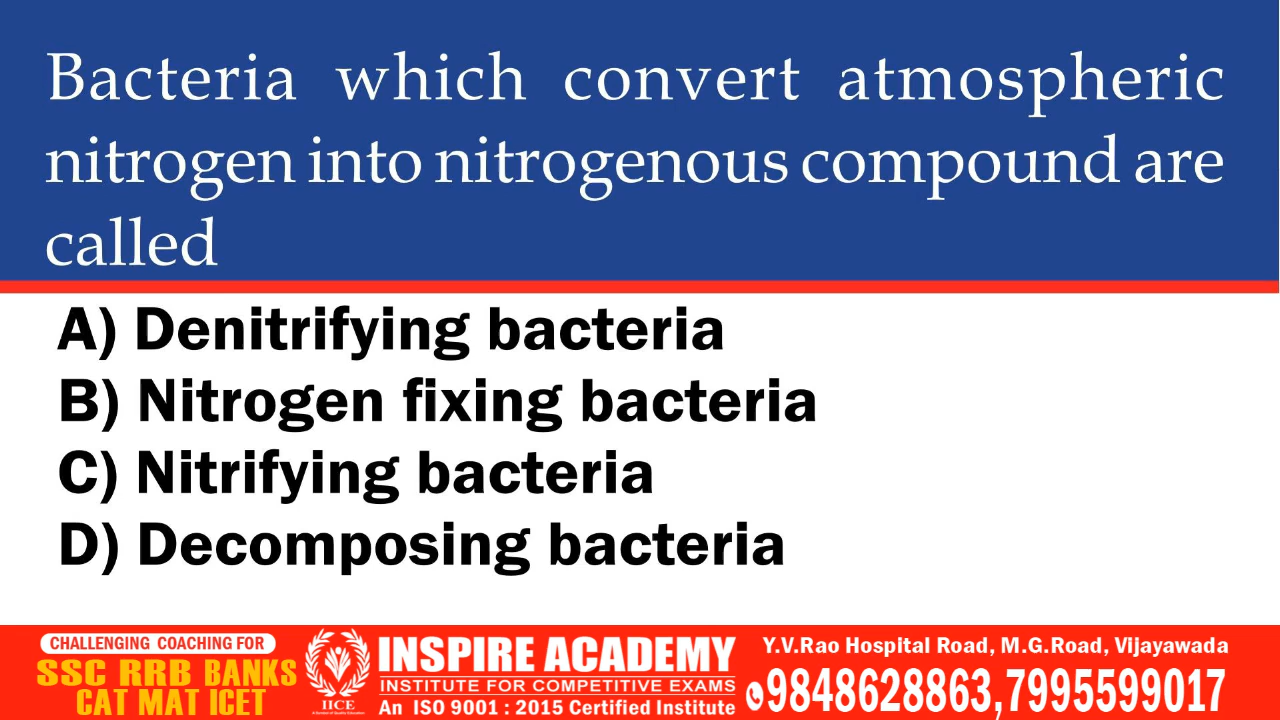 Bacteria which convert atmospheric
nitrogen into nitrogenous compound are
called
A) Denitrifying bacteria
B) Nitrogen fixing bacteria
C) Nitrifying bacteria
D) Decomposing bacteria
CHALLENGING COACHING FOR
SSC RRB BANKS
CAT MAT ICET
IICE
INSPIRE ACADEMY
INSTITUTE FOR COMPETITIVE EXAMS
An ISO 9001 : 2015 Certified Institute
Y.V.Rao Hospital Road, M.G.Road, Vijayawada
9848628863,7995599017